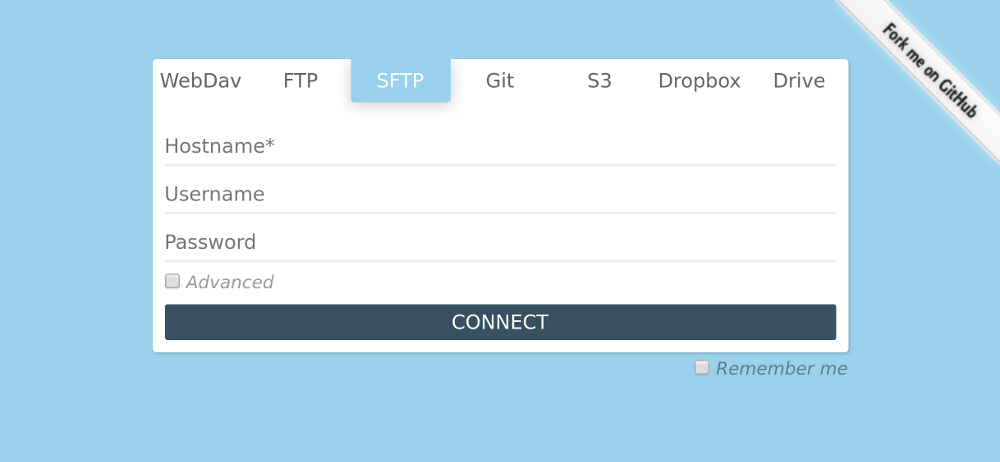 Fork me on GitHub
WebDav FTP SFTP Git S3 Dropbox Drive
Hostname*
Username
Password
Advanced
CONNECT
Remember me